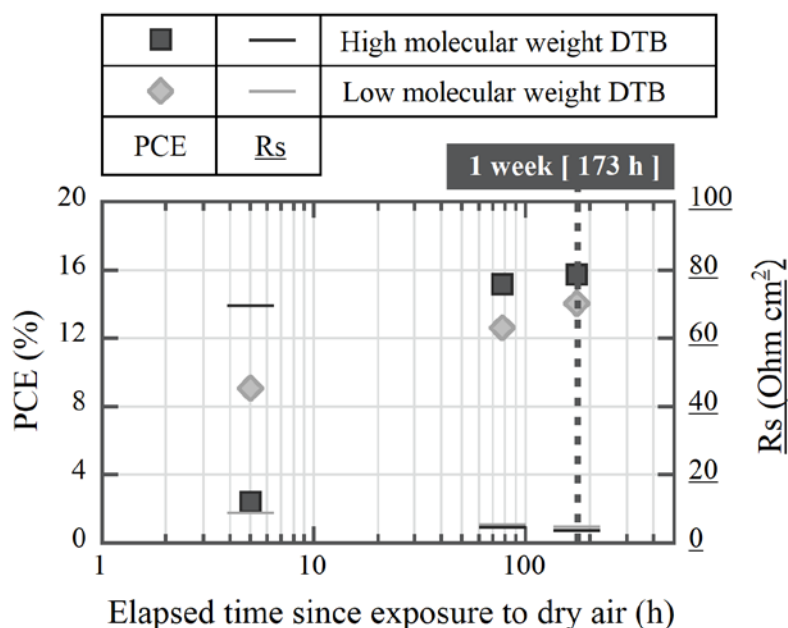 High molecular weight DTB
Low molecular weight DTB
PCE Rs
1 week [ 173 h ]
20 100
16 80
12 60
8 40
4 20
0 0
PCE (%)
Rs (Ohm cm²)
1 10 100
Elapsed time since exposure to dry air (h)